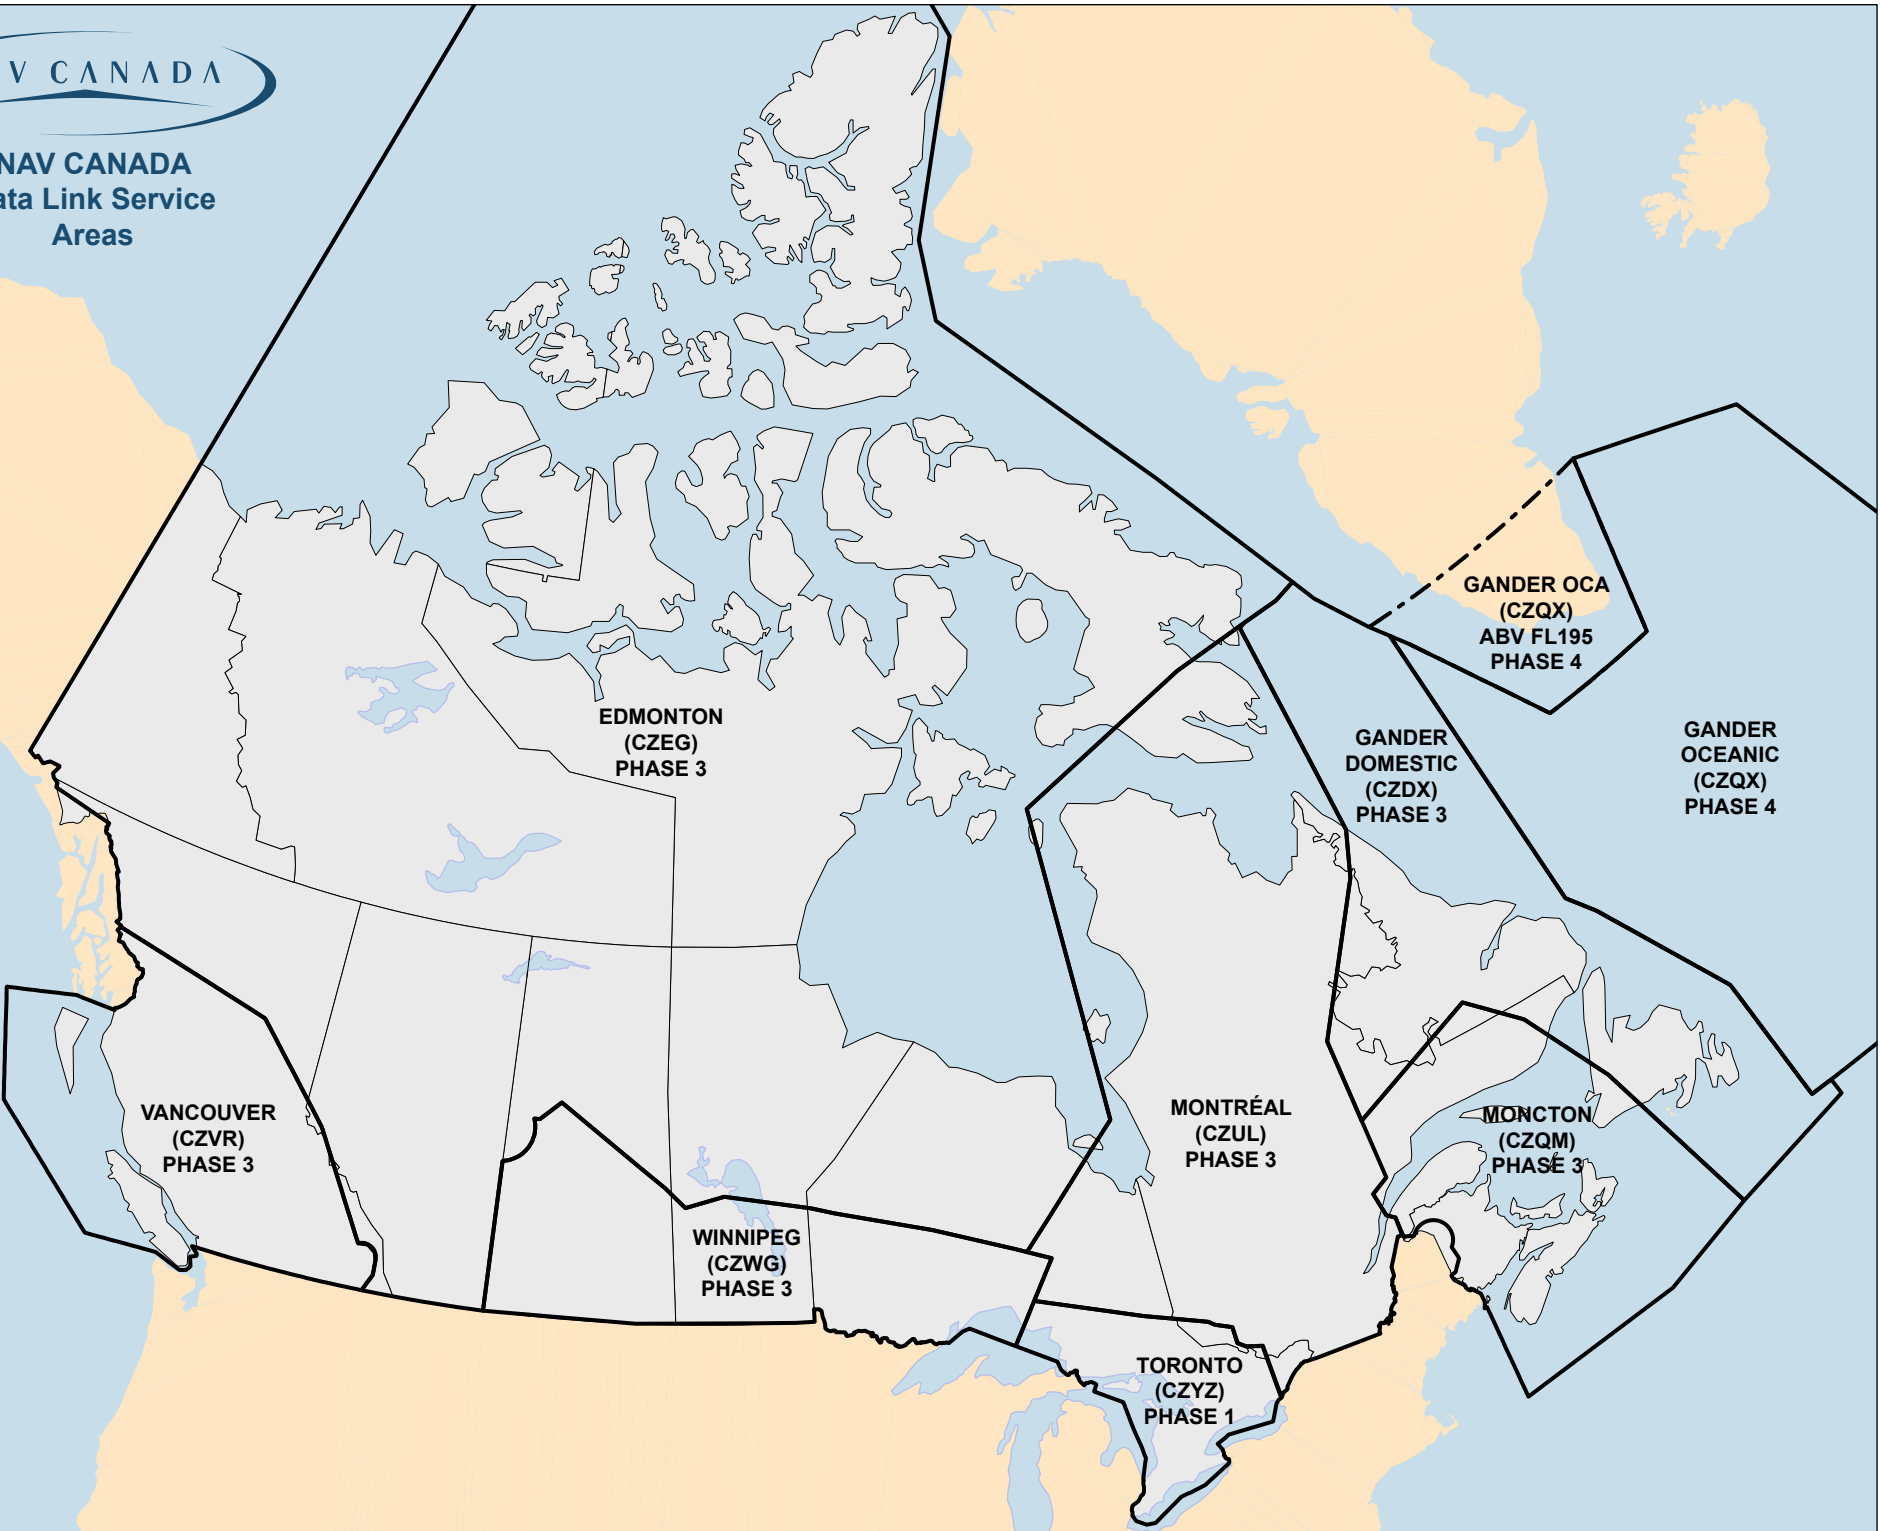 V CANADA
NAV CANADA
ata Link Service
Areas
GANDER OCA
(CZQX)
ABV FL195
PHASE 4
EDMONTON
(CZEG)
PHASE 3
GANDER
DOMESTIC
(CZDX)
PHASE 3
GANDER
OCEANIC
(CZQX)
PHASE 4
VANCOUVER
(CZVR)
PHASE 3
MONTRÉAL
(CZUL)
PHASE 3
MONCTON
(CZQM)
PHASE 3
WINNIPEG
(CZWG)
PHASE 3
TORONTO
(CZYZ)
PHASE 1